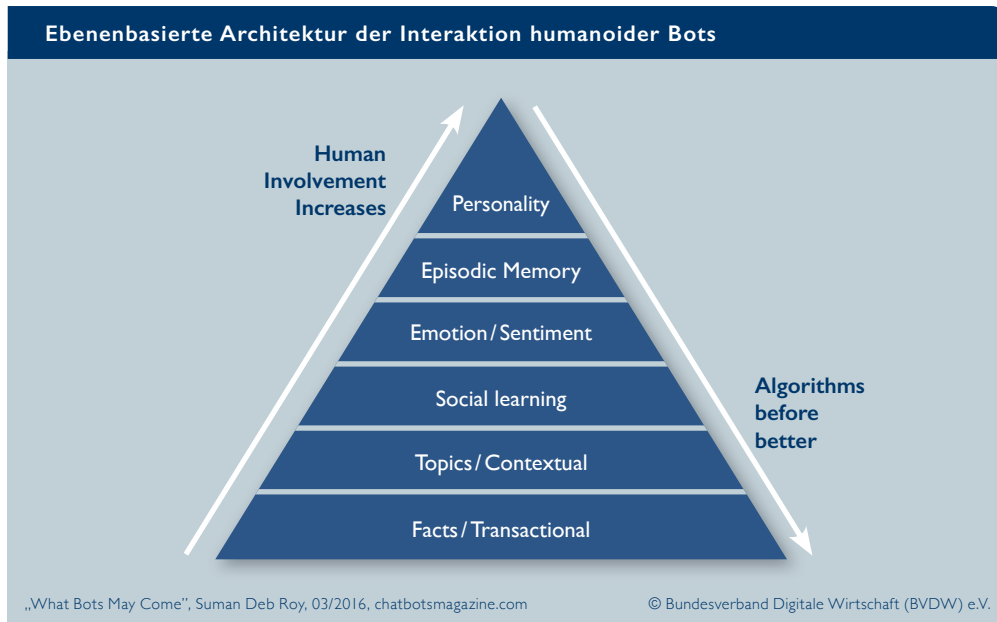 Ebenenbasierte Architektur der Interaktion humanoider Bots
Human
Involvement
Increases
Personality
Episodic Memory
Emotion / Sentiment
Social learning
Topics / Contextual
Facts / Transactional
Algorithms
before
better
„What Bots May Come”, Suman Deb Roy, 03/2016, chatbotsmagazine.com
© Bundesverband Digitale Wirtschaft (BVDW) e.V.